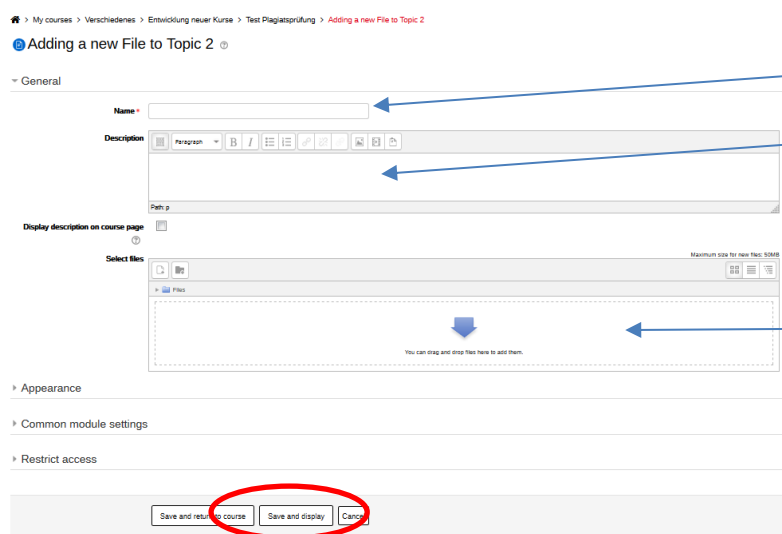 My courses > Verschiedenes > Entwicklung neuer Kurse > Test Plagiatsprüfung > Adding a new File to Topic 2
Adding a new File to Topic 2
General
Name *
Description
Paragraph
B I
Path: p
Display description on course page
Select files
Maximum size for new files: 50MB
Files
You can drag and drop files here to add them.
Appearance
Common module settings
Restrict access
Save and return to course Save and display Cancel